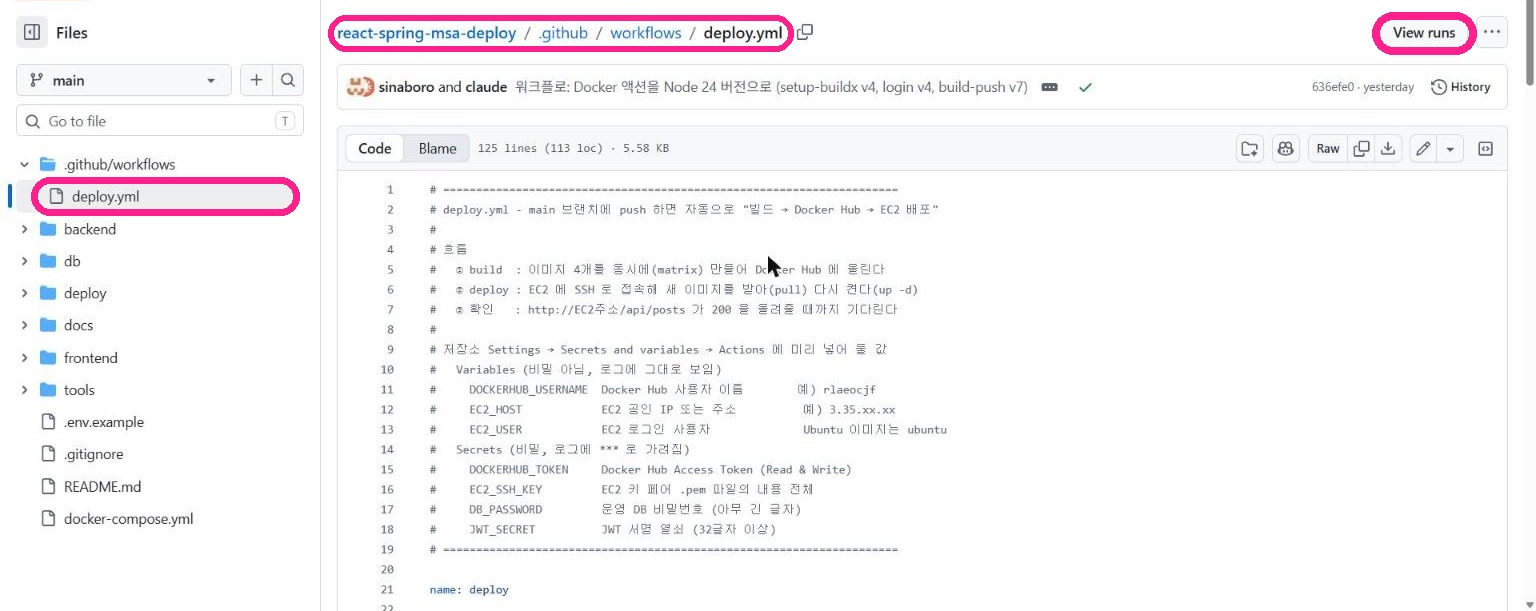 Files
react-spring-msa-deploy / .github / workflows / deploy.yml
View runs
main
sinaboro and claude 워크플로: Docker 액션을 Node 24 버전으로 (setup-buildx v4, login v4, build-push v7)
636efe0 · yesterday
History
Go to file
T
Code
Blame
125 lines (113 loc) · 5.58 KB
Raw
.github/workflows
deploy.yml
backend
db
deploy
docs
frontend
tools
.env.example
.gitignore
README.md
docker-compose.yml
1 # =====================================================================
2 # deploy.yml - main 브랜치에 push 하면 자동으로 "빌드 → Docker Hub → EC2 배포"
3 #
4 # 흐름
5 # ① build : 이미지 4개를 동시에(matrix) 만들어 Docker Hub 에 올린다
6 # ② deploy : EC2 에 SSH 로 접속해 새 이미지를 받아(pull) 다시 켠다(up -d)
7 # ③ 확인 : http://EC2주소/api/posts 가 200 을 돌려줄 때까지 기다린다
8 #
9 # 저장소 Settings → Secrets and variables → Actions 에 미리 넣어 둘 값
10 # Variables (비밀 아님, 로그에 그대로 보임)
11 # DOCKERHUB_USERNAME Docker Hub 사용자 이름 예) rlaeocjf
12 # EC2_HOST EC2 공인 IP 또는 주소 예) 3.35.xx.xx
13 # EC2_USER EC2 로그인 사용자 Ubuntu 이미지는 ubuntu
14 # Secrets (비밀, 로그에 *** 로 가려짐)
15 # DOCKERHUB_TOKEN Docker Hub Access Token (Read & Write)
16 # EC2_SSH_KEY EC2 키 페어 .pem 파일의 내용 전체
17 # DB_PASSWORD 운영 DB 비밀번호 (아무 긴 글자)
18 # JWT_SECRET JWT 서명 열쇠 (32글자 이상)
19 # =====================================================================
20
21 name: deploy
22